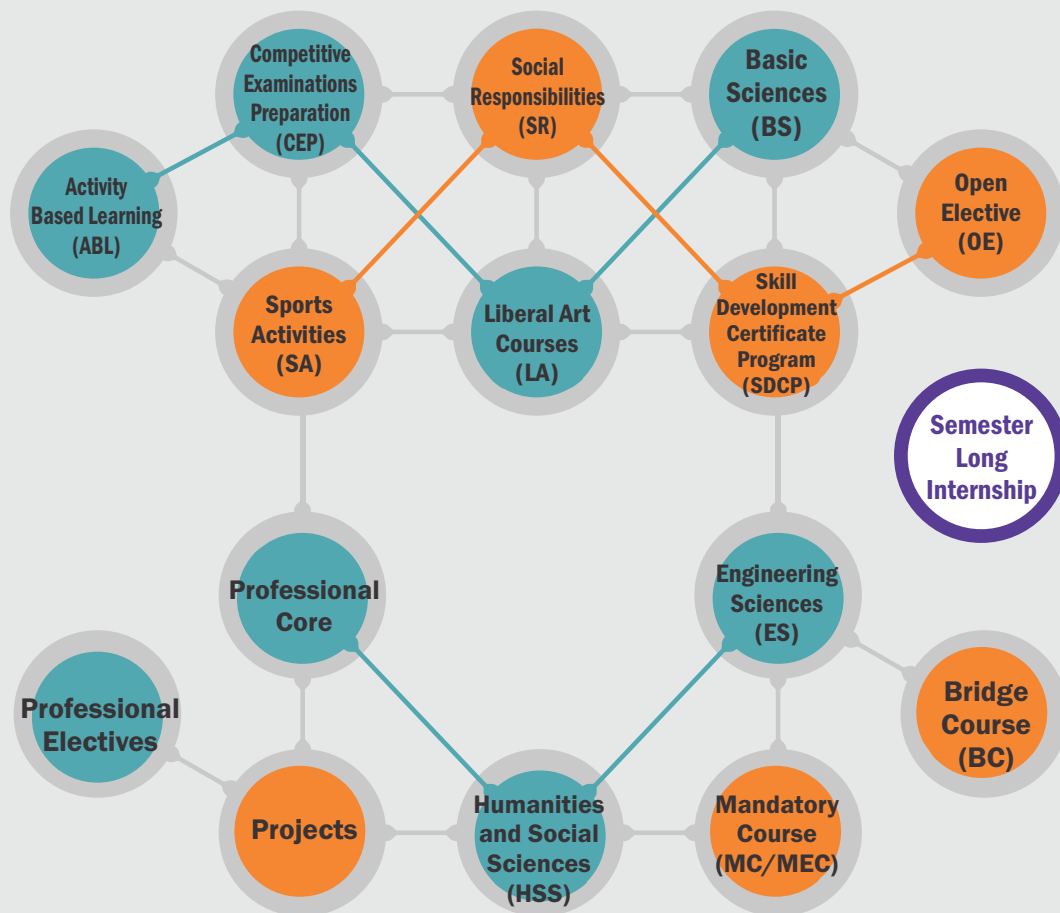 Competitive
Examinations
Preparation
(CEP)
Social
Responsibilities
(SR)
Basic
Sciences
(BS)
Activity
Based Learning
(ABL)
Open
Elective
(OE)
Sports
Activities
(SA)
Liberal Art
Courses
(LA)
Skill
Development
Certificate
Program
(SDCP)
Semester
Long
Internship
Professional
Core
Engineering
Sciences
(ES)
Professional
Electives
Bridge
Course
(BC)
Projects
Humanities
and Social
Sciences
(HSS)
Mandatory
Course
(MC/MEC)